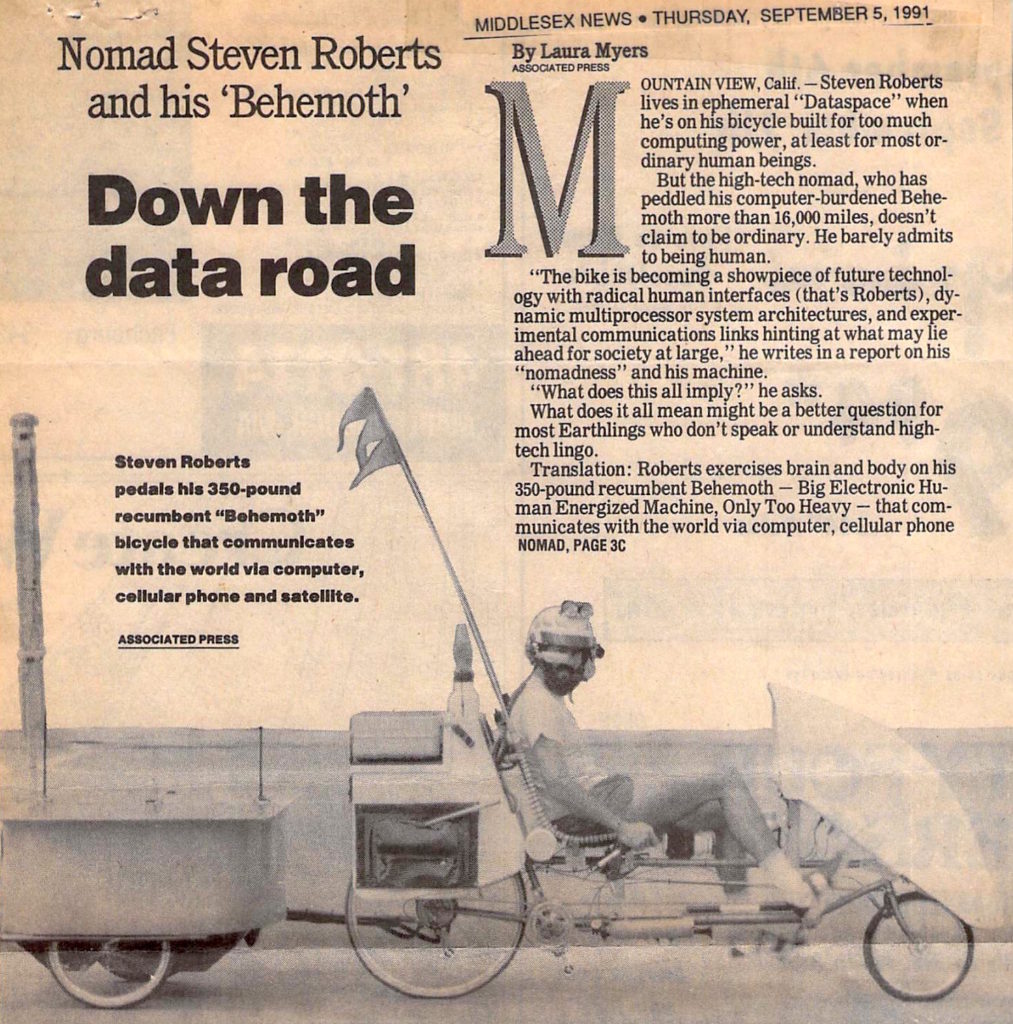 MIDDLESEX NEWS • THURSDAY, SEPTEMBER 5, 1991
Nomad Steven Roberts
and his ‘Behemoth’
Down the
data road
By Laura Myers
ASSOCIATED PRESS
MOUNTAIN VIEW, Calif. — Steven Roberts
lives in ephemeral “Dataspace” when
he’s on his bicycle built for too much
computing power, at least for most or-
dinary human beings.
But the high-tech nomad, who has
peddled his computer-burdened Behe-
moth more than 16,000 miles, doesn’t
claim to be ordinary. He barely admits
to being human.
“The bike is becoming a showpiece of future technol-
ogy with radical human interfaces (that’s Roberts), dy-
namic multiprocessor system architectures, and exper-
imental communications links hinting at what may lie
ahead for society at large,” he writes in a report on his
“nomadness” and his machine.
“What does this all imply?” he asks.
What does it all mean might be a better question for
most Earthlings who don’t speak or understand high-
tech lingo.
Translation: Roberts exercises brain and body on his
350-pound recumbent Behemoth — Big Electronic Hu-
man Energized Machine, Only Too Heavy — that com-
municates with the world via computer, cellular phone
NOMAD, PAGE 3C
Steven Roberts
pedals his 350-pound
recumbent “Behemoth”
bicycle that communicates
with the world via computer,
cellular phone and satellite.
ASSOCIATED PRESS